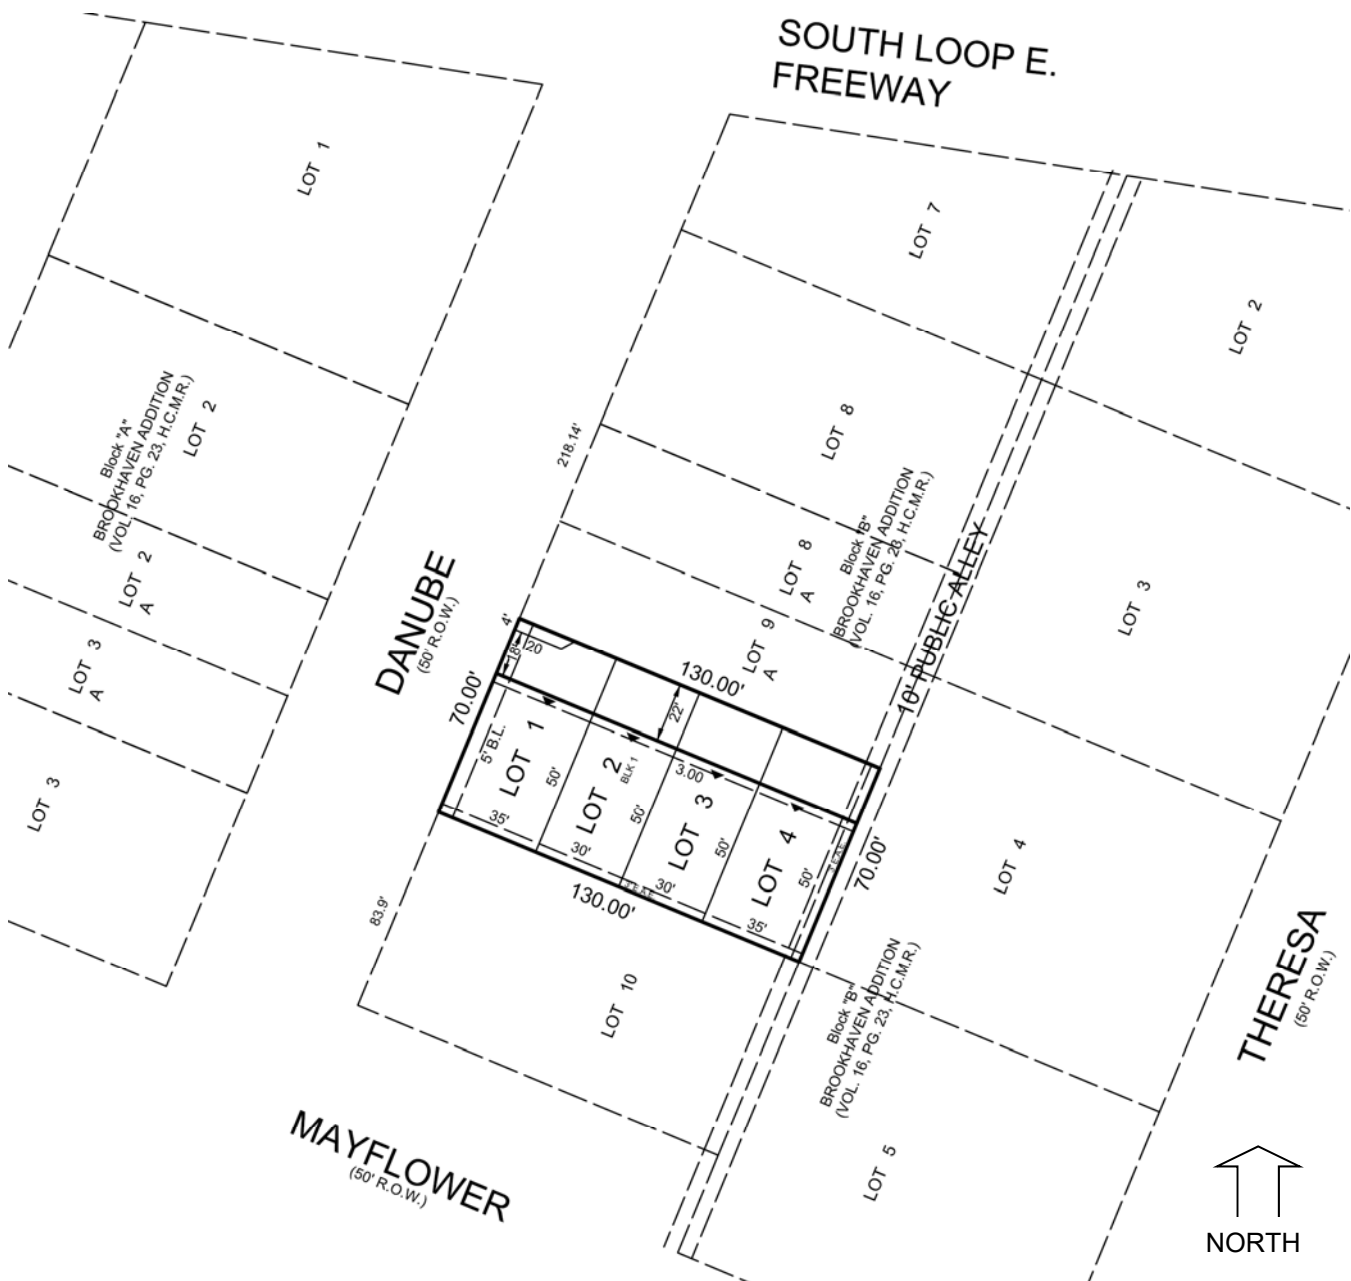 SOUTH LOOP E.
FREEWAY
LOT 1
LOT 7
LOT 2
LOT 8
Block "A"
BROOKHAVEN ADDITION
(VOL. 16, PG. 23, H.C.M.R.)
LOT 2
218.14'
Block "B"
BROOKHAVEN ADDITION
(VOL. 16, PG. 23, H.C.M.R.)
LOT 2
A
LOT 8
A
10' PUBLIC ALLEY
LOT 3
DANUBE
(50' R.O.W.)
LOT 3
A
LOT 9
A
4'
18'
20
130.00'
70.00'
22'
5' B.L.
LOT 1
50'
35'
LOT 2
BLK 1
50'
30'
3.00
LOT 3
50'
30'
LOT 4
50'
35'
3' E.A.E.
130.00'
70.00'
LOT 3
LOT 4
83.9'
LOT 10
Block "B"
BROOKHAVEN ADDITION
(VOL. 16, PG. 23, H.C.M.R.)
THERESA
(50' R.O.W.)
MAYFLOWER
(50' R.O.W.)
LOT 5
NORTH